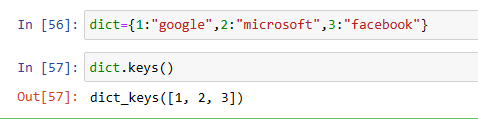 In [56]: dict={1:"google",2:"microsoft",3:"facebook"}
In [57]: dict.keys()
Out[57]: dict_keys([1, 2, 3])